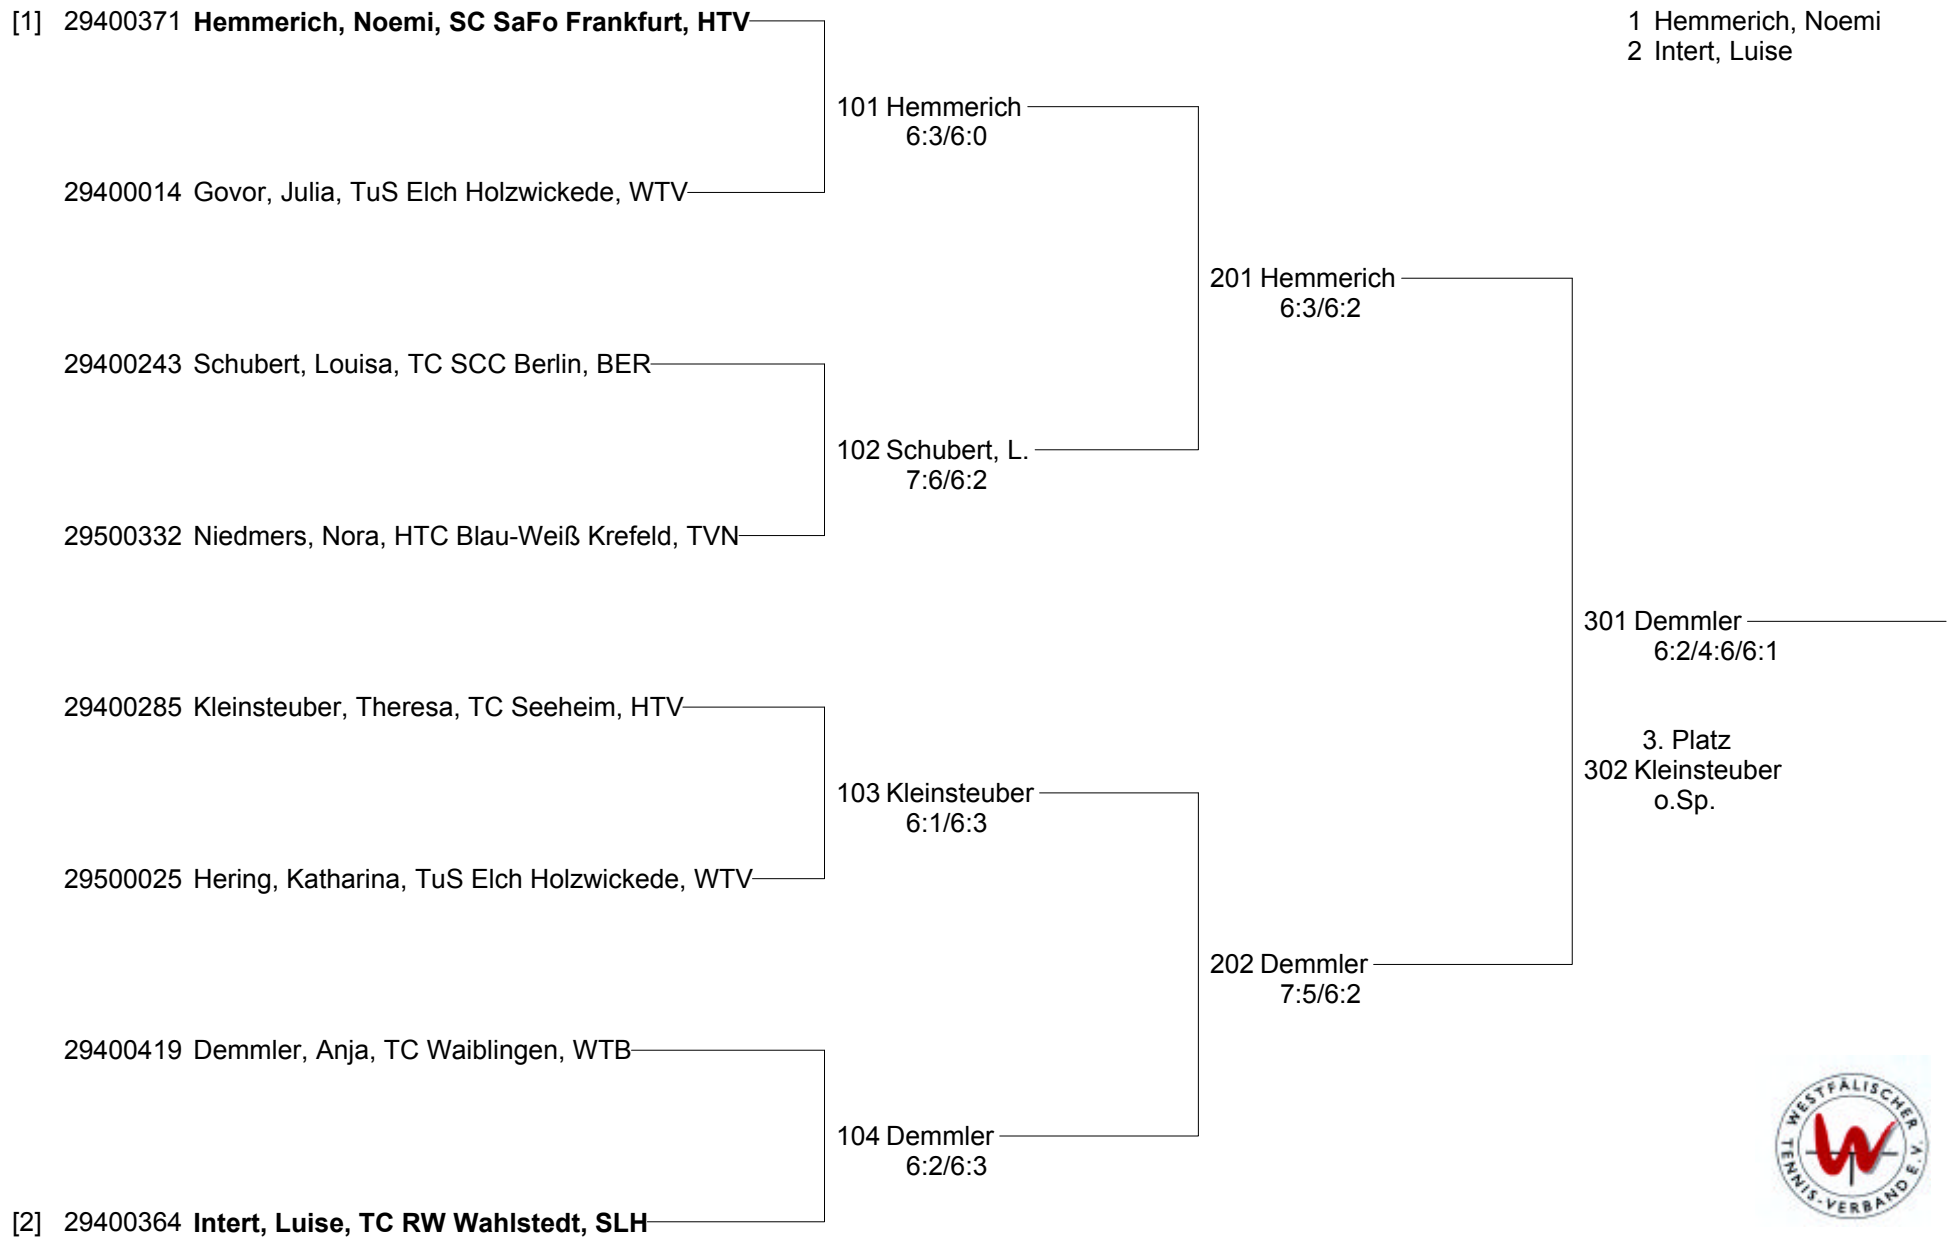 [1] 29400371 Hemmerich, Noemi, SC SaFo Frankfurt, HTV
1 Hemmerich, Noemi
2 Intert, Luise
101 Hemmerich
6:3/6:0
29400014 Govor, Julia, TuS Elch Holzwickede, WTV
201 Hemmerich
6:3/6:2
29400243 Schubert, Louisa, TC SCC Berlin, BER
102 Schubert, L.
7:6/6:2
29500332 Niedmers, Nora, HTC Blau-Weiß Krefeld, TVN
301 Demmler
6:2/4:6/6:1
29400285 Kleinsteuber, Theresa, TC Seeheim, HTV
3. Platz
302 Kleinsteuber
o.Sp.
103 Kleinsteuber
6:1/6:3
29500025 Hering, Katharina, TuS Elch Holzwickede, WTV
202 Demmler
7:5/6:2
29400419 Demmler, Anja, TC Waiblingen, WTB
104 Demmler
6:2/6:3
[2] 29400364 Intert, Luise, TC RW Wahlstedt, SLH
WESTFÄLISCHER
TENNIS-VERBAND E.V.